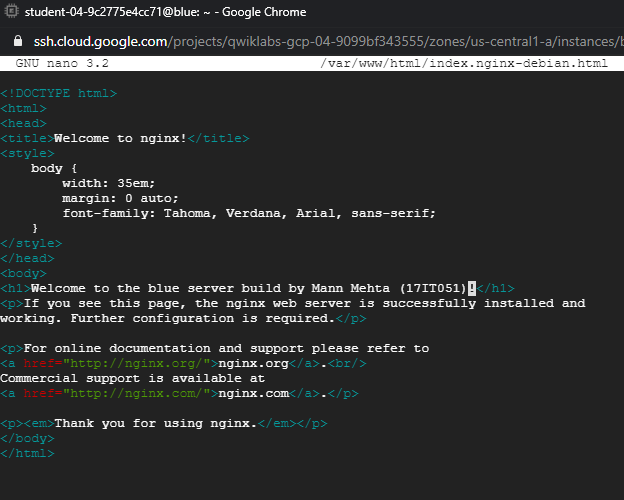 student-04-9c2775e4cc71@blue: ~ - Google Chrome
ssh.cloud.google.com/projects/qwiklabs-gcp-04-9099bf343555/zones/us-central1-a/instances/b
GNU nano 3.2 /var/www/html/index.nginx-debian.html
<!DOCTYPE html>
<html>
<head>
<title>Welcome to nginx!</title>
<style>
    body {
        width: 35em;
        margin: 0 auto;
        font-family: Tahoma, Verdana, Arial, sans-serif;
    }
</style>
</head>
<body>
<h1>Welcome to the blue server build by Mann Mehta (17IT051)!</h1>
<p>If you see this page, the nginx web server is successfully installed and
working. Further configuration is required.</p>
<p>For online documentation and support please refer to
<a href="http://nginx.org/">nginx.org</a>.<br/>
Commercial support is available at
<a href="http://nginx.com/">nginx.com</a>.</p>
<p><em>Thank you for using nginx.</em></p>
</body>
</html>